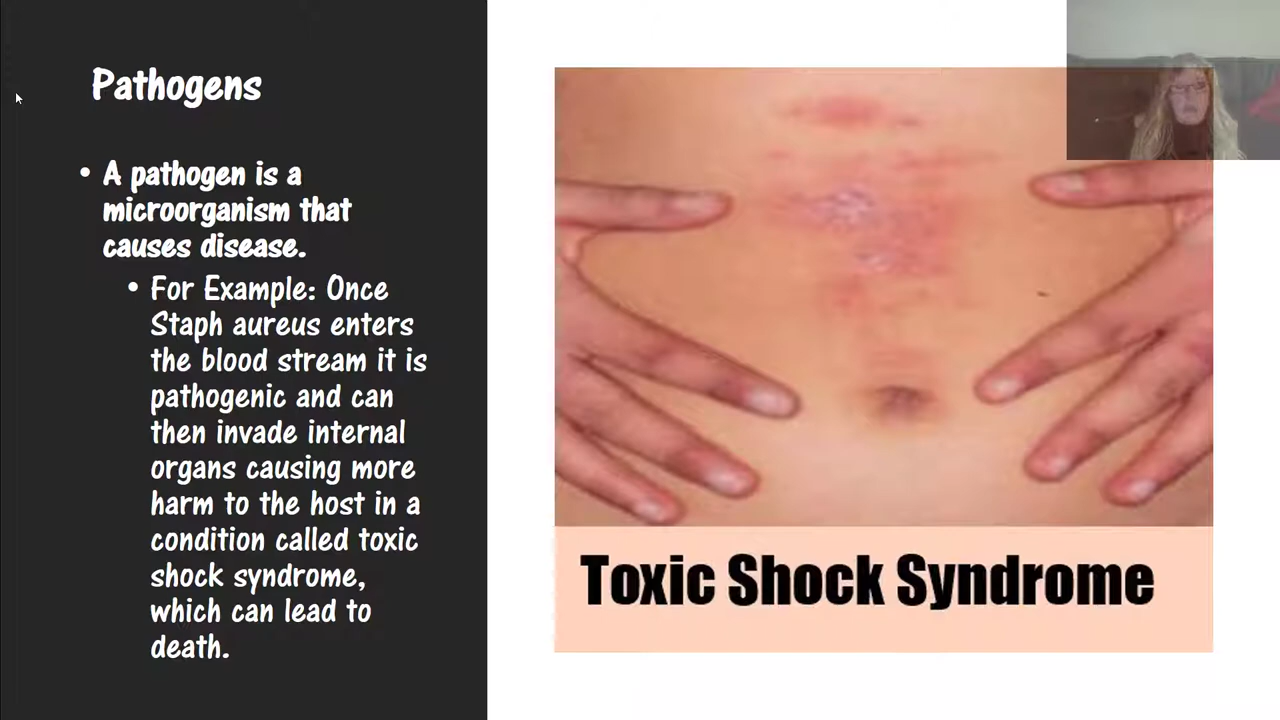 Pathogens
• A pathogen is a
microorganism that
causes disease.
• For Example: Once
Staph aureus enters
the blood stream it is
pathogenic and can
then invade internal
organs causing more
harm to the host in a
condition called toxic
shock syndrome,
which can lead to
death.
Toxic Shock Syndrome